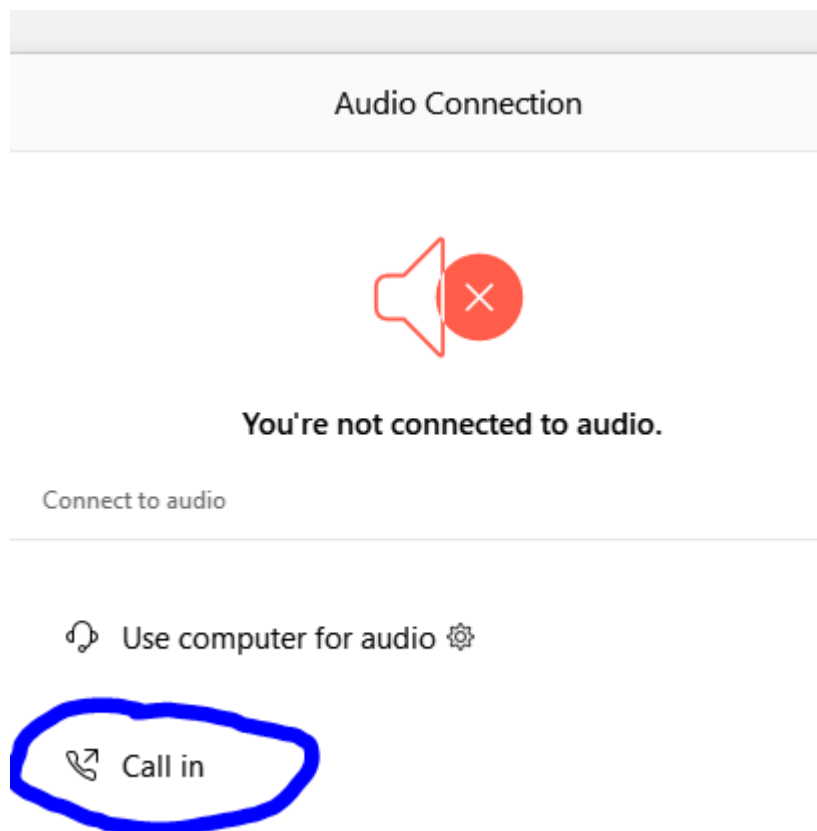 Audio Connection
You're not connected to audio.
Connect to audio
Use computer for audio
Call in